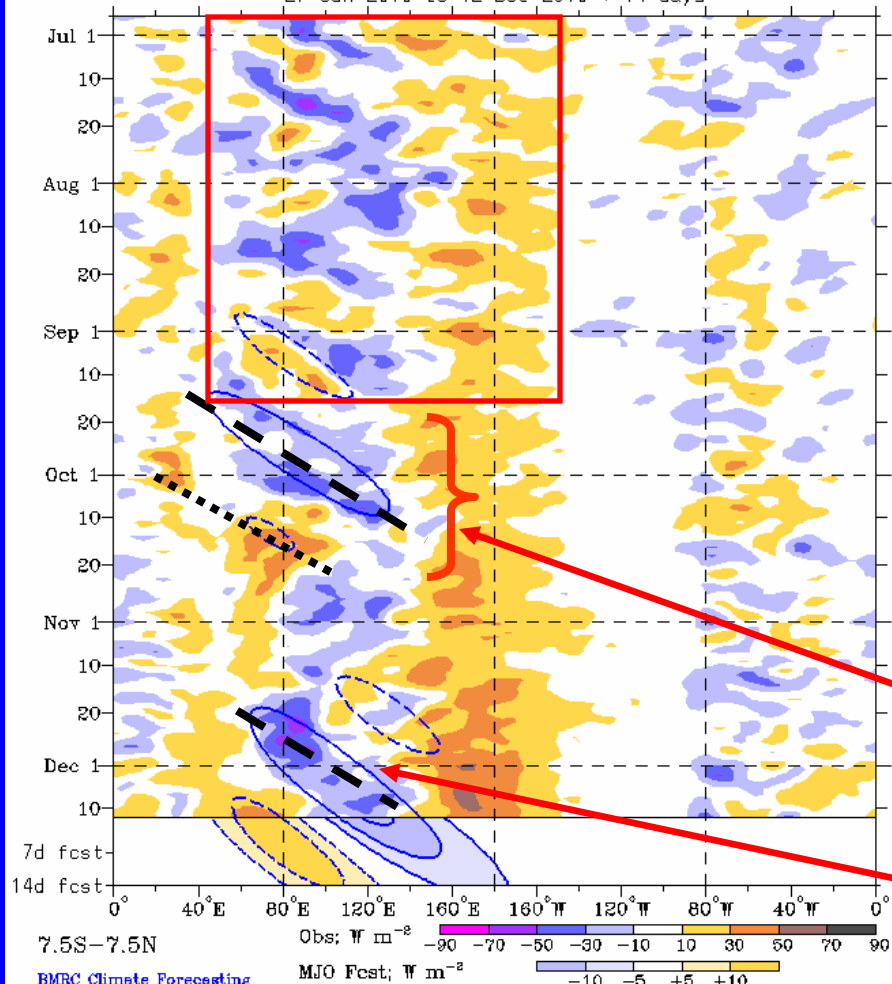 Jul 1
10
20
Aug 1
10
20
Sep 1
10
20
Oct 1
10
20
Nov 1
10
20
Dec 1
10
7d fcst
14d fcst
0° 40°E 80°E 120°E 160°E 160°W 120°W 80°W 40°W 0°
7.5S-7.5N
Obs; W m⁻²
-90 -70 -50 -30 -10 10 30 50 70 90
BMRC Climate Forecasting
MJO Fcst; W m⁻²
-10 -5 +5 +10